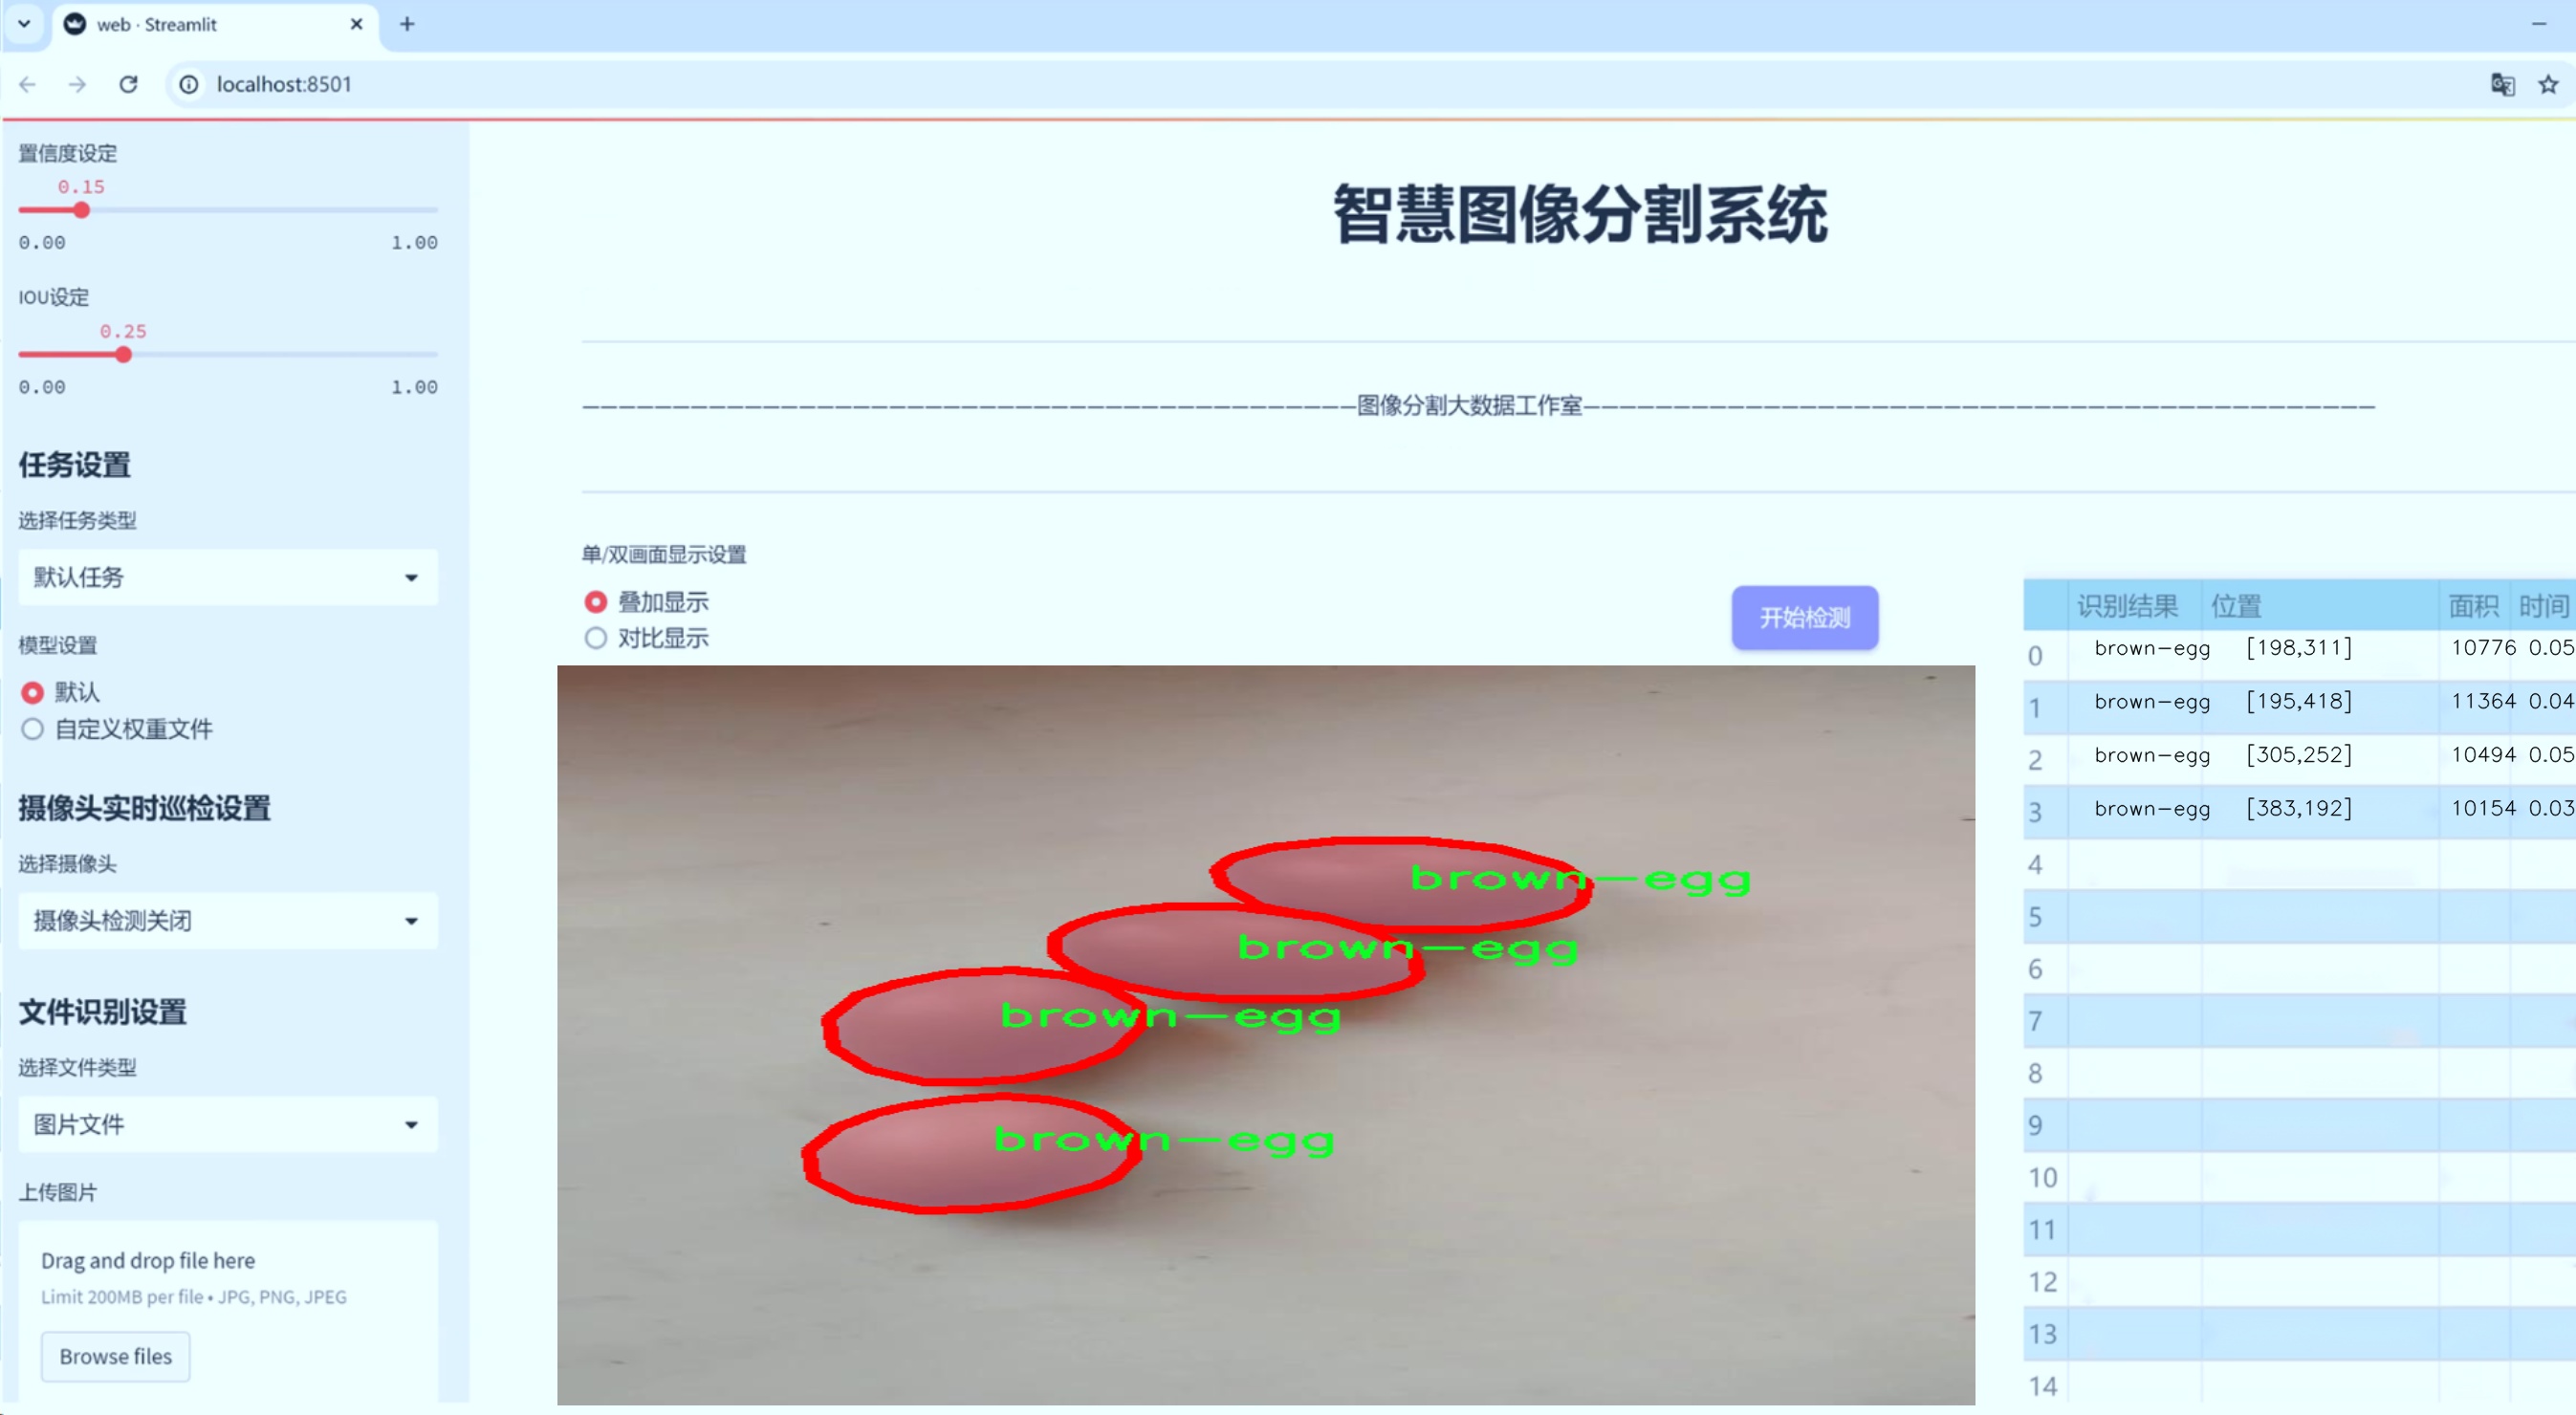 web · Streamlit
localhost:8501
置信度设定
0.15
0.00 1.00
IOU设定
0.25
0.00 1.00
任务设置
选择任务类型
默认任务
模型设置
默认
自定义权重文件
摄像头实时巡检设置
选择摄像头
摄像头检测关闭
文件识别设置
选择文件类型
图片文件
上传图片
Drag and drop file here
Limit 200MB per file • JPG, PNG, JPEG
Browse files
智慧图像分割系统
图像分割大数据工作室
单/双画面显示设置
叠加显示
对比显示
开始检测
brown-egg
brown-egg
brown-egg
brown-egg
识别结果 位置 面积 时间
0 brown-egg [198,311] 10776 0.05
1 brown-egg [195,418] 11364 0.04
2 brown-egg [305,252] 10494 0.05
3 brown-egg [383,192] 10154 0.03
4
5
6
7
8
9
10
11
12
13
14